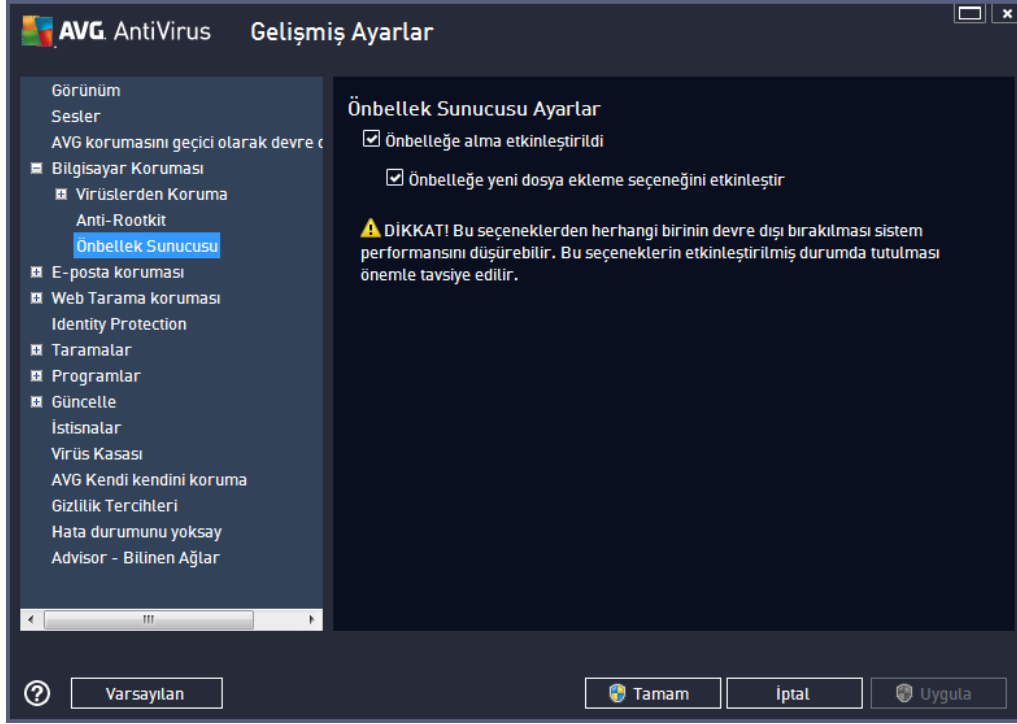 AVG AntiVirus Gelişmiş Ayarlar
Görünüm
Sesler
AVG korumasını geçici olarak devre d
Bilgisayar Koruması
Virüslerden Koruma
Anti-Rootkit
Önbellek Sunucusu
E-posta koruması
Web Tarama koruması
Identity Protection
Taramalar
Programlar
Güncelle
İstisnalar
Virüs Kasası
AVG Kendi kendini koruma
Gizlilik Tercihleri
Hata durumunu yoksay
Advisor - Bilinen Ağlar
Önbellek Sunucusu Ayarlar
Önbelleğe alma etkinleştirildi
Önbelleğe yeni dosya ekleme seçeneğini etkinleştir
DİKKAT! Bu seçeneklerden herhangi birinin devre dışı bırakılması sistem
performansını düşürebilir. Bu seçeneklerin etkinleştirilmiş durumda tutulması
önemle tavsiye edilir.
Varsayılan
Tamam
İptal
Uygula